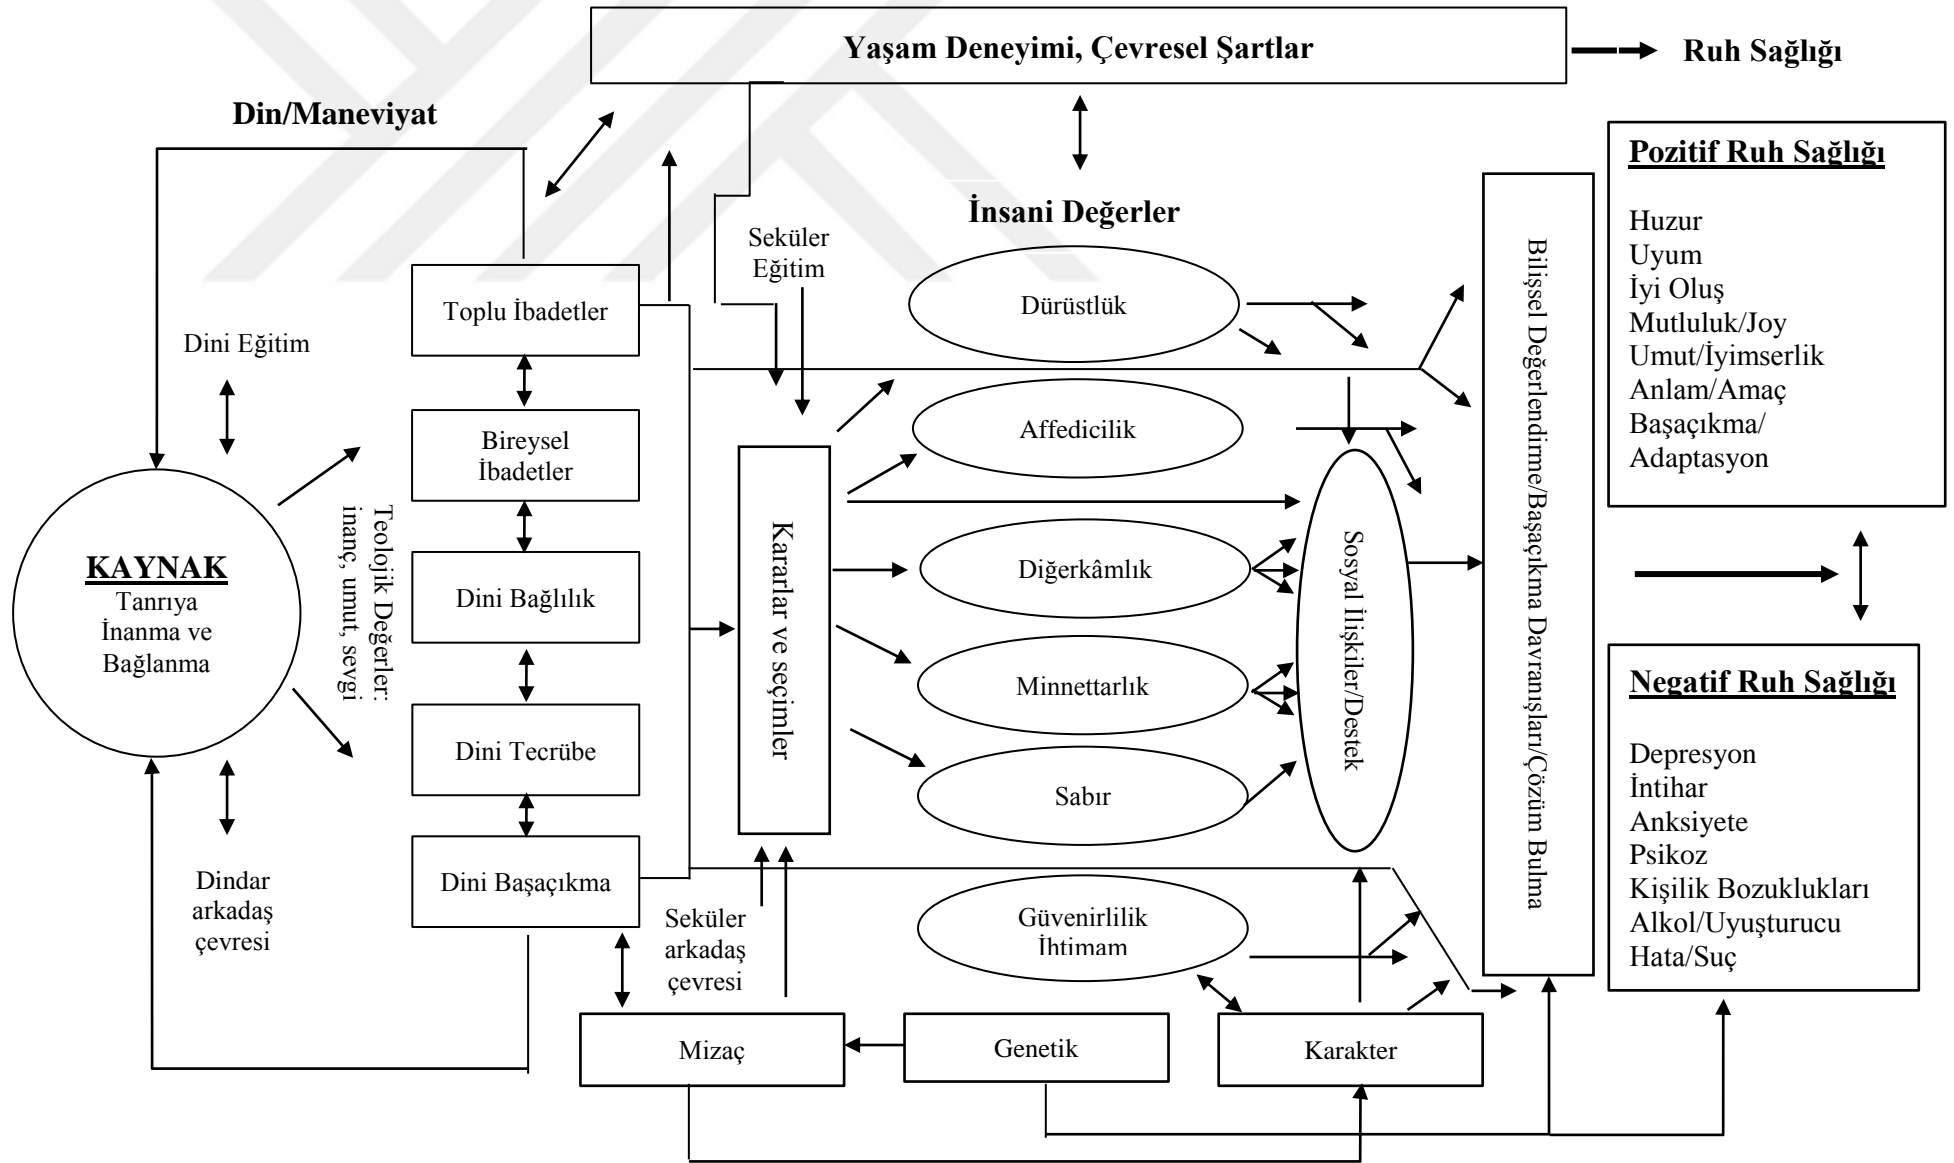 Yaşam Deneyimi, Çevresel Şartlar
Ruh Sağlığı
Din/Maneviyat
İnsani Değerler
Seküler
Eğitim
Dini Eğitim
KAYNAK
Tanrıya
İnanma ve
Bağlanma
Dindar
arkadaş
çevresi
Teolojik Değerler:
inanç, umut, sevgi
Toplu İbadetler
Bireysel
İbadetler
Dini Bağlılık
Dini Tecrübe
Dini Başaçıkma
Kararlar ve seçimler
Seküler
arkadaş
çevresi
Dürüstlük
Affedicilik
Diğerkâmlık
Minnettarlık
Sabır
Güvenirlilik
İhtimam
Sosyal İlişkiler/Destek
Mizaç
Genetik
Karakter
Bilişsel Değerlendirme/Başaçıkma Davranışları/Çözüm Bulma
Pozitif Ruh Sağlığı
Huzur
Uyum
İyi Oluş
Mutluluk/Joy
Umut/İyimserlik
Anlam/Amaç
Başaçıkma/
Adaptasyon
Negatif Ruh Sağlığı
Depresyon
İntihar
Anksiyete
Psikoz
Kişilik Bozuklukları
Alkol/Uyuşturucu
Hata/Suç